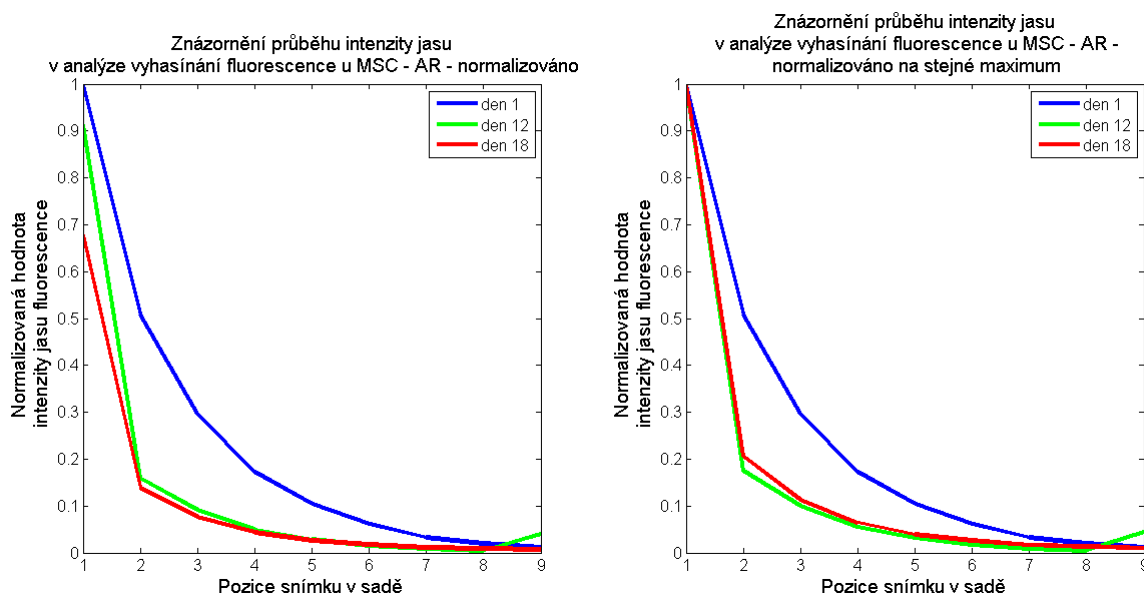 Znázornění průběhu intenzity jasu
v analýze vyhasínání fluorescence u MSC - AR - normalizováno
1
0.9
0.8
0.7
0.6
0.5
0.4
0.3
0.2
0.1
0
Normalizovaná hodnota
intenzity jasu fluorescence
den 1
den 12
den 18
1 2 3 4 5 6 7 8 9
Pozice snímku v sadě
Znázornění průběhu intenzity jasu
v analýze vyhasínání fluorescence u MSC - AR -
normalizováno na stejné maximum
1
0.9
0.8
0.7
0.6
0.5
0.4
0.3
0.2
0.1
0
Normalizovaná hodnota
intenzity jasu fluorescence
den 1
den 12
den 18
1 2 3 4 5 6 7 8 9
Pozice snímku v sadě